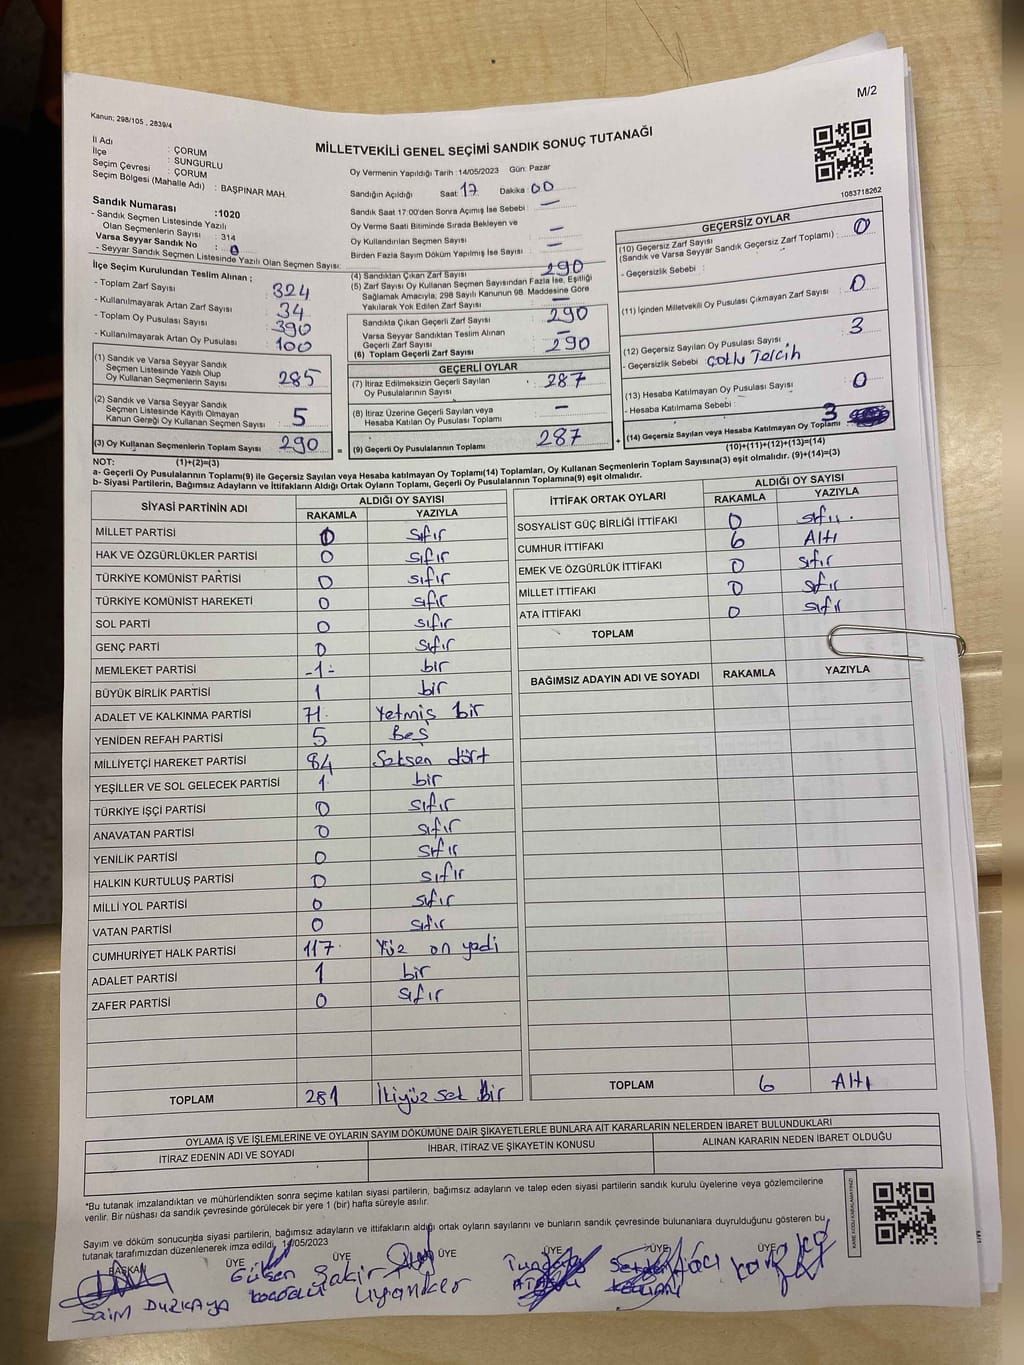 M/2
Kanun; 298/105 , 2839/4
MİLLETVEKİLİ GENEL SEÇİMİ SANDIK SONUÇ TUTANAĞI
1083718262
İl Adı : ÇORUM
İlçe : SUNGURLU
Seçim Çevresi : ÇORUM
Seçim Bölgesi (Mahalle Adı) : BAŞPINAR MAH.
Sandık Numarası :1020
- Sandık Seçmen Listesinde Yazılı
Olan Seçmenlerin Sayısı : 314
Varsa Seyyar Sandık No : 0
- Seyyar Sandık Seçmen Listesinde Yazılı Olan Seçmen Sayısı:
İlçe Seçim Kurulundan Teslim Alınan ;
- Toplam Zarf Sayısı : 324
- Kullanılmayarak Artan Zarf Sayısı : 34
- Toplam Oy Pusulası Sayısı : 390
- Kullanılmayarak Artan Oy Pusulası : 100
(1) Sandık ve Varsa Seyyar Sandık
Seçmen Listesinde Yazılı Olup
Oy Kullanan Seçmenlerin Sayısı : 285
(2) Sandık ve Varsa Seyyar Sandık
Seçmen Listesinde Kayıtlı Olmayan
Kanun Gereği Oy Kullanan Seçmen Sayısı : 5
(3) Oy Kullanan Seçmenlerin Toplam Sayısı : 290
(1)+(2)=(3)
Oy Vermenin Yapıldığı Tarih : 14/05/2023 Gün: Pazar
Sandığın Açıldığı Saat: 17 Dakika : 00
Sandık Saat 17:00'den Sonra Açılmış İse Sebebi : —
Oy Verme Saati Bitiminde Sırada Bekleyen ve
Oy Kullandırılan Seçmen Sayısı : —
Birden Fazla Sayım Döküm Yapılmış İse Sayısı : —
(4) Sandıktan Çıkan Zarf Sayısı : 290
(5) Zarf Sayısı Oy Kullanan Seçmen Sayısından Fazla İse, Eşitliği
Sağlamak Amacıyla, 298 Sayılı Kanunun 98. Maddesine Göre
Yakılarak Yok Edilen Zarf Sayısı : —
Sandıkta Çıkan Geçerli Zarf Sayısı : 290
Varsa Seyyar Sandıktan Teslim Alınan
Geçerli Zarf Sayısı : —
(6) Toplam Geçerli Zarf Sayısı : 290
GEÇERLİ OYLAR
(7) İtiraz Edilmeksizin Geçerli Sayılan
Oy Pusulalarının Sayısı : 287
(8) İtiraz Üzerine Geçerli Sayılan veya
Hesaba Katılan Oy Pusulası Toplamı : —
= (9) Geçerli Oy Pusulalarının Toplamı : 287
GEÇERSİZ OYLAR
(10) Geçersiz Zarf Sayısı
(Sandık ve Varsa Seyyar Sandık Geçersiz Zarf Toplamı) : 0
- Geçersizlik Sebebi :
(11) İçinden Milletvekili Oy Pusulası Çıkmayan Zarf Sayısı : 0
(12) Geçersiz Sayılan Oy Pusulası Sayısı : 3
- Geçersizlik Sebebi Çoklu Tercih
(13) Hesaba Katılmayan Oy Pusulası Sayısı : 0
- Hesaba Katılmama Sebebi :
+ (14) Geçersiz Sayılan veya Hesaba Katılmayan Oy Toplamı : 3
(10)+(11)+(12)+(13)=(14)
NOT:
a- Geçerli Oy Pusulalarının Toplamı(9) ile Geçersiz Sayılan veya Hesaba katılmayan Oy Toplamı(14) Toplamları, Oy Kullanan Seçmenlerin Toplam Sayısına(3) eşit olmalıdır. (9)+(14)=(3)
b- Siyasi Partilerin, Bağımsız Adayların ve İttifakların Aldığı Ortak Oyların Toplamı, Geçerli Oy Pusulalarının Toplamına(9) eşit olmalıdır.
SİYASİ PARTİNİN ADI ALDIĞI OY SAYISI
RAKAMLA YAZIYLA
MİLLET PARTİSİ 0 sıfır
HAK VE ÖZGÜRLÜKLER PARTİSİ 0 sıfır
TÜRKİYE KOMÜNİST PARTİSİ 0 sıfır
TÜRKİYE KOMÜNİST HAREKETİ 0 sıfır
SOL PARTİ 0 sıfır
GENÇ PARTİ 0 sıfır
MEMLEKET PARTİSİ -1- bir
BÜYÜK BİRLİK PARTİSİ 1 bir
ADALET VE KALKINMA PARTİSİ 71 Yetmiş bir
YENİDEN REFAH PARTİSİ 5 Beş
MİLLİYETÇİ HAREKET PARTİSİ 84 Seksen dört
YEŞİLLER VE SOL GELECEK PARTİSİ 1 bir
TÜRKİYE İŞÇİ PARTİSİ 0 sıfır
ANAVATAN PARTİSİ 0 sıfır
YENİLİK PARTİSİ 0 sıfır
HALKIN KURTULUŞ PARTİSİ 0 sıfır
MİLLİ YOL PARTİSİ 0 sıfır
VATAN PARTİSİ 0 sıfır
CUMHURİYET HALK PARTİSİ 117 Yüz on yedi
ADALET PARTİSİ 1 bir
ZAFER PARTİSİ 0 sıfır
TOPLAM 281 İkiyüz sek bir
İTTİFAK ORTAK OYLARI ALDIĞI OY SAYISI
RAKAMLA YAZIYLA
SOSYALİST GÜÇ BİRLİĞİ İTTİFAKI 0 sıfır
CUMHUR İTTİFAKI 6 Altı
EMEK VE ÖZGÜRLÜK İTTİFAKI 0 sıfır
MİLLET İTTİFAKI 0 sıfır
ATA İTTİFAKI 0 sıfır
TOPLAM
BAĞIMSIZ ADAYIN ADI VE SOYADI RAKAMLA YAZIYLA
TOPLAM 6 Altı
OYLAMA İŞ VE İŞLEMLERİNE VE OYLARIN SAYIM DÖKÜMÜNE DAİR ŞİKAYETLERLE BUNLARA AİT KARARLARIN NELERDEN İBARET BULUNDUKLARI
İTİRAZ EDENİN ADI VE SOYADI İHBAR, İTİRAZ VE ŞİKAYETİN KONUSU ALINAN KARARIN NEDEN İBARET OLDUĞU
*Bu tutanak imzalandıktan ve mühürlendikten sonra seçime katılan siyasi partilerin, bağımsız adayların ve talep eden siyasi partilerin sandık kurulu üyelerine veya gözlemcilerine
verilir. Bir nüshası da sandık çevresinde görülecek bir yere 1 (bir) hafta süreyle asılır.
Sayım ve döküm sonucunda siyasi partilerin, bağımsız adayların ve ittifakların aldığı ortak oyların sayılarını ve bunların sandık çevresinde bulunanlara duyrulduğunu gösteren bu
tutanak tarafımızdan düzenlenerek imza edildi. 14/05/2023
BAŞKAN ÜYE ÜYE ÜYE ÜYE ÜYE ÜYE
Saim DUZKAYA
Gülsen
Şakir Uyanıker
KARE KODU KARALAMAYINIZ!